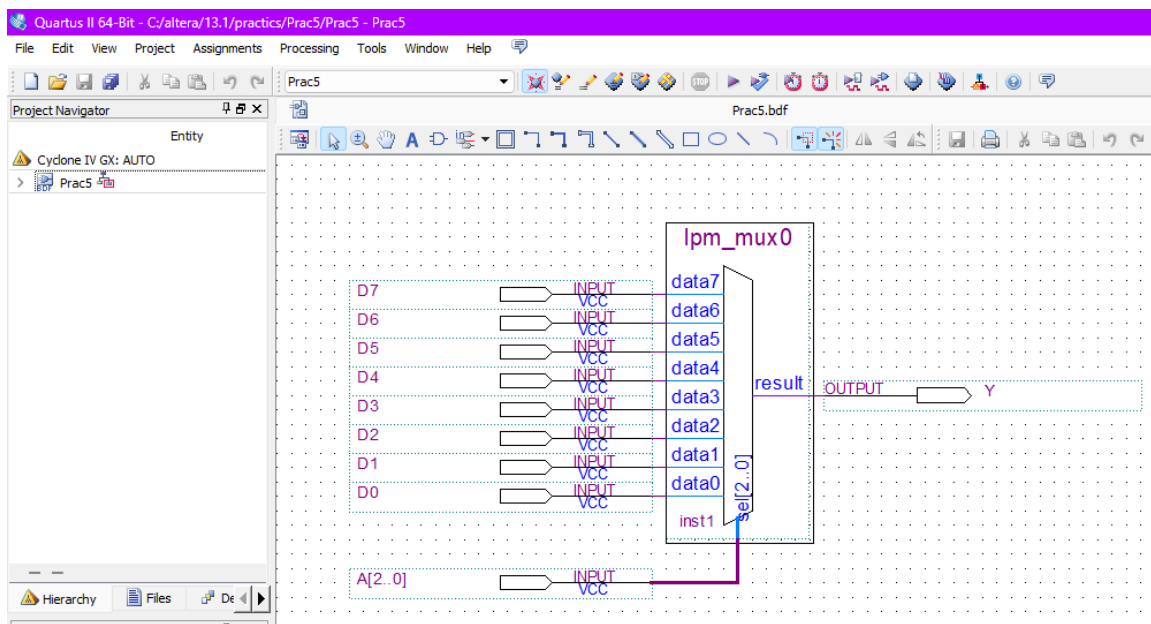 Quartus II 64-Bit - C:/altera/13.1/practics/Prac5/Prac5 - Prac5
File Edit View Project Assignments Processing Tools Window Help
Prac5
Project Navigator
Prac5.bdf
Entity
Cyclone IV GX: AUTO
Prac5
lpm_mux0
D7 INPUT VCC data7
D6 INPUT VCC data6
D5 INPUT VCC data5
D4 INPUT VCC data4
D3 INPUT VCC data3
result OUTPUT Y
D2 INPUT VCC data2
D1 INPUT VCC data1
D0 INPUT VCC data0
sel[2..0]
inst1
A[2..0] INPUT VCC
Hierarchy Files De